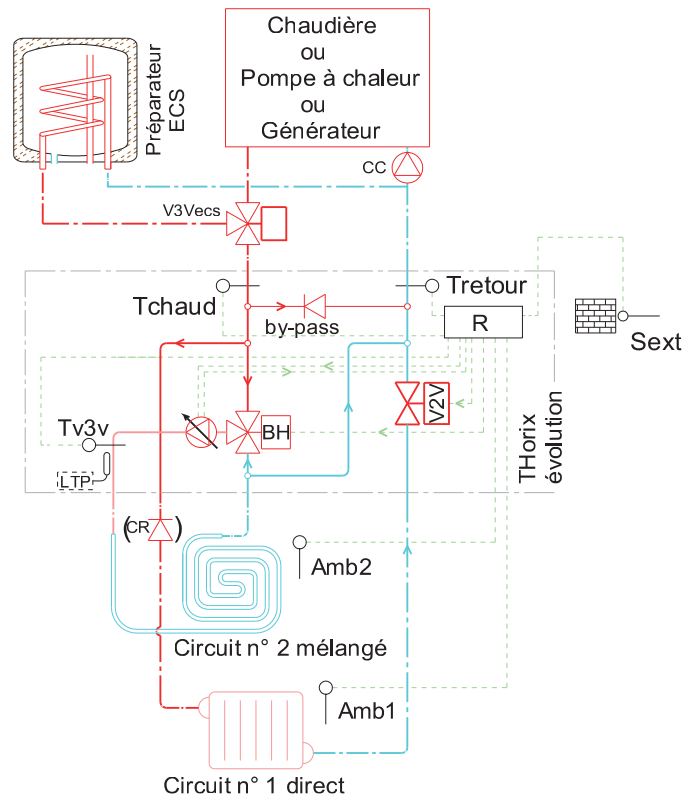 Chaudière
ou
Pompe à chaleur
ou
Générateur
Préparateur
ECS
CC
V3Vecs
Tchaud
Tretour
by-pass
R
Sext
Tv3v
BH
V2V
LTP
THorix
évolution
(CR)
Amb2
Circuit n° 2 mélangé
Amb1
Circuit n° 1 direct